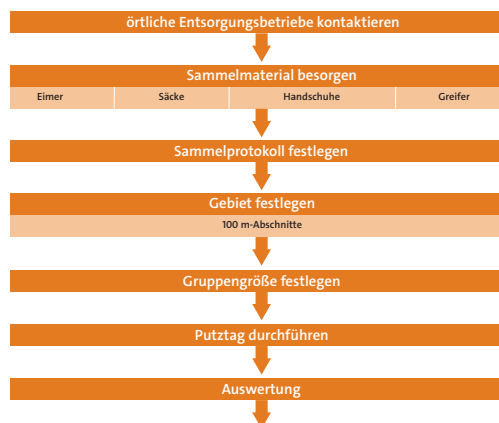 örtliche Entsorgungsbetriebe kontaktieren
Sammelmaterial besorgen
Eimer Säcke Handschuhe Greifer
Sammelprotokoll festlegen
Gebiet festlegen
100 m-Abschnitte
Gruppengröße festlegen
Putztag durchführen
Auswertung